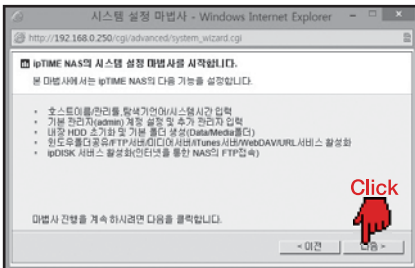 시스템 설정 마법사 - Windows Internet Explorer
http://192.168.0.250/cgi/advanced/system_wizard.cgi
ipTIME NAS의 시스템 설정 마법사를 시작합니다.
본 마법사에서는 ipTIME NAS의 다음 기능을 설정합니다.
• 호스트이름/관리툴,탐색기언어/시스템시간 입력
• 기본 관리자(admin) 계정 설정 및 추가 관리자 입력
• 내장 HDD 초기화 및 기본 폴더 생성(Data/Media폴더)
• 윈도우폴더공유/FTP서버/미디어서버/iTunes서버/WebDAV/URL서비스 활성화
• ipDISK 서비스 활성화(인터넷을 통한 NAS의 FTP접속)
Click
마법사 진행을 계속 하시려면 다음을 클릭합니다.
< 이전
다음 >